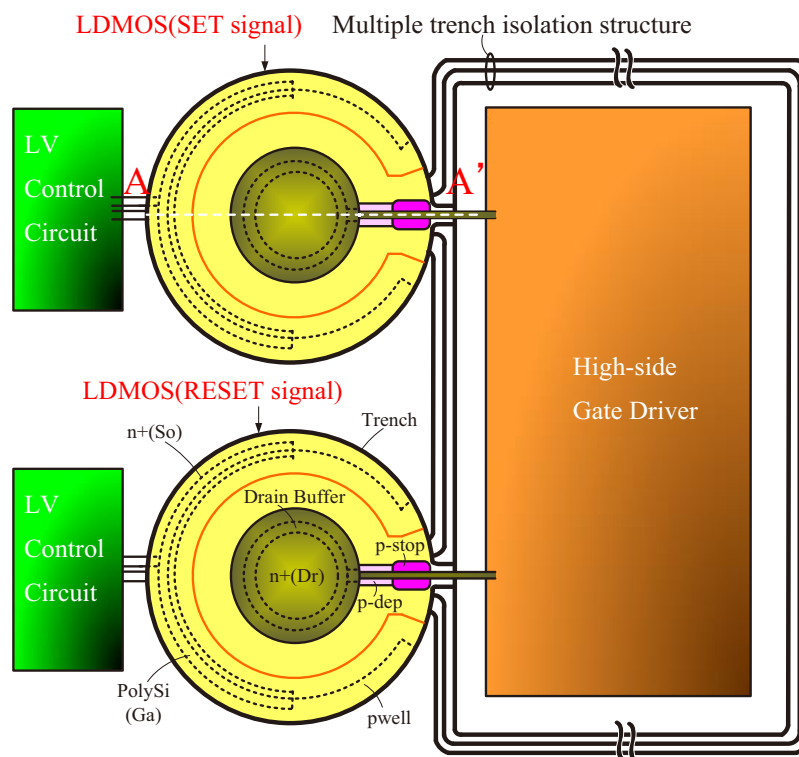 LDMOS(SET signal)
Multiple trench isolation structure
LV
Control
Circuit
A
A'
High-side
Gate Driver
LDMOS(RESET signal)
n+(So)
Trench
Drain Buffer
LV
Control
Circuit
p-stop
n+(Dr)
p-dep
PolySi
(Ga)
pwell